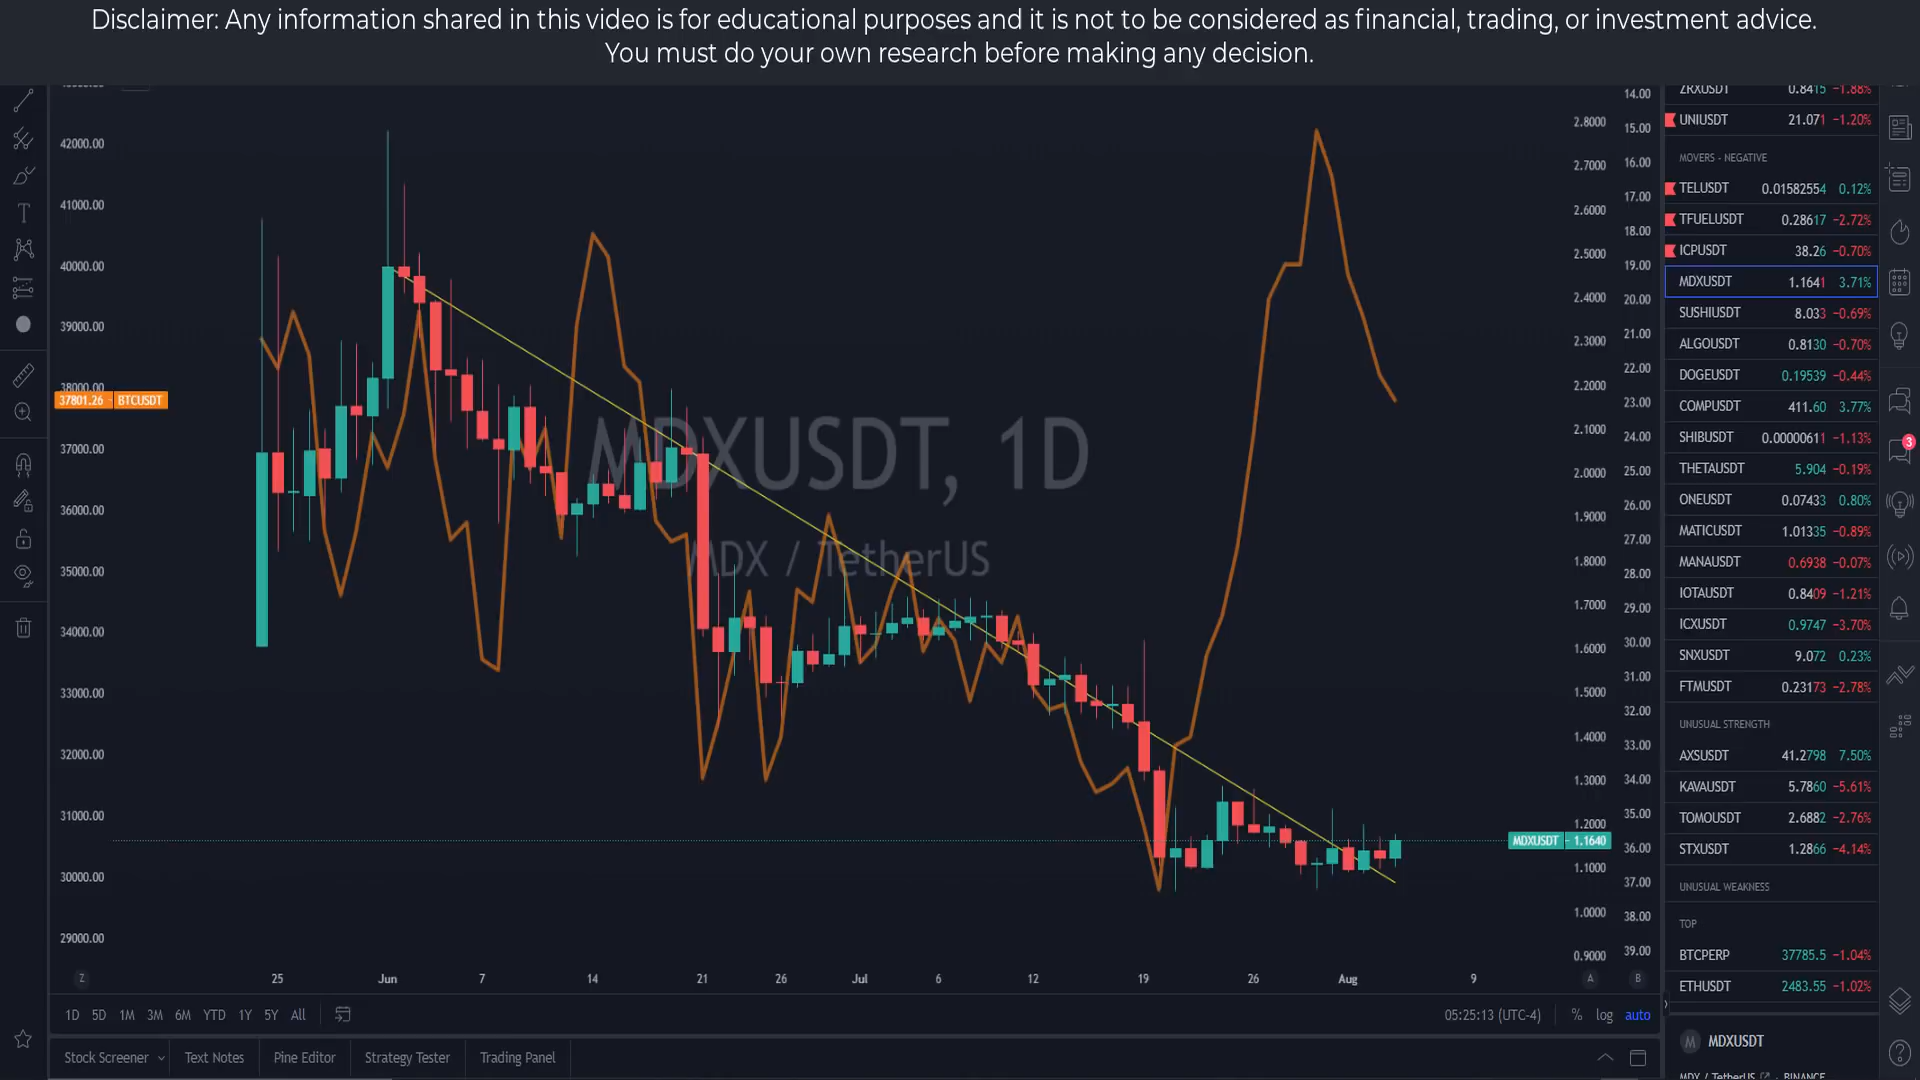 Disclaimer: Any information shared in this video is for educational purposes and it is not to be considered as financial, trading, or investment advice.
You must do your own research before making any decision.
42000.00
41000.00
40000.00
39000.00
38000.00
37801.26 - BTCUSDT
37000.00
36000.00
35000.00
34000.00
33000.00
32000.00
31000.00
30000.00
29000.00
MDXUSDT, 1D
MDX / TetherUS
2.8000
2.7000
2.6000
2.5000
2.4000
2.3000
2.2000
2.1000
2.0000
1.9000
1.8000
1.7000
1.6000
1.5000
1.4000
1.3000
1.2000
MDXUSDT - 1.1640
1.1000
1.0000
0.9000
14.00
15.00
16.00
17.00
18.00
19.00
20.00
21.00
22.00
23.00
24.00
25.00
26.00
27.00
28.00
29.00
30.00
31.00
32.00
33.00
34.00
35.00
36.00
37.00
38.00
39.00
Z 25 Jun 7 14 21 26 Jul 6 12 19 26 Aug 9 A B
1D 5D 1M 3M 6M YTD 1Y 5Y All 05:25:13 (UTC-4) % log auto
Stock Screener Text Notes Pine Editor Strategy Tester Trading Panel
ZRXUSDT 0.8415 −1.88%
UNIUSDT 21.071 −1.20%
MOVERS - NEGATIVE
TELUSDT 0.01582554 0.12%
TFUELUSDT 0.28617 −2.72%
ICPUSDT 38.26 −0.70%
MDXUSDT 1.1641 3.71%
SUSHIUSDT 8.033 −0.69%
ALGOUSDT 0.8130 −0.70%
DOGEUSDT 0.19539 −0.44%
COMPUSDT 411.60 3.77%
SHIBUSDT 0.00000611 −1.13%
THETAUSDT 5.904 −0.19%
ONEUSDT 0.07433 0.80%
MATICUSDT 1.01335 −0.89%
MANAUSDT 0.6938 −0.07%
IOTAUSDT 0.8409 −1.21%
ICXUSDT 0.9747 −3.70%
SNXUSDT 9.072 0.23%
FTMUSDT 0.23173 −2.78%
UNUSUAL STRENGTH
AXSUSDT 41.2798 7.50%
KAVAUSDT 5.7860 −5.61%
TOMOUSDT 2.6882 −2.76%
STXUSDT 1.2866 −4.14%
UNUSUAL WEAKNESS
TOP
BTCPERP 37785.5 −1.04%
ETHUSDT 2483.55 −1.02%
M MDXUSDT
MDX / TetherUS BINANCE
3